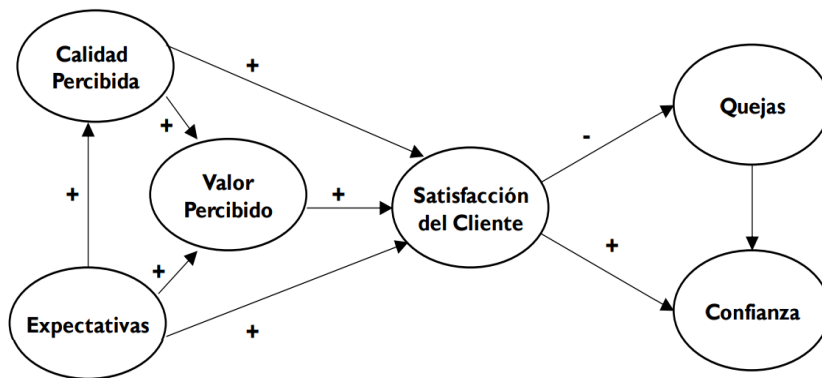 Calidad
Percibida
+
+
Quejas
-
+
Valor
Percibido
+
Satisfacción
del Cliente
+
+
Expectativas
+
Confianza